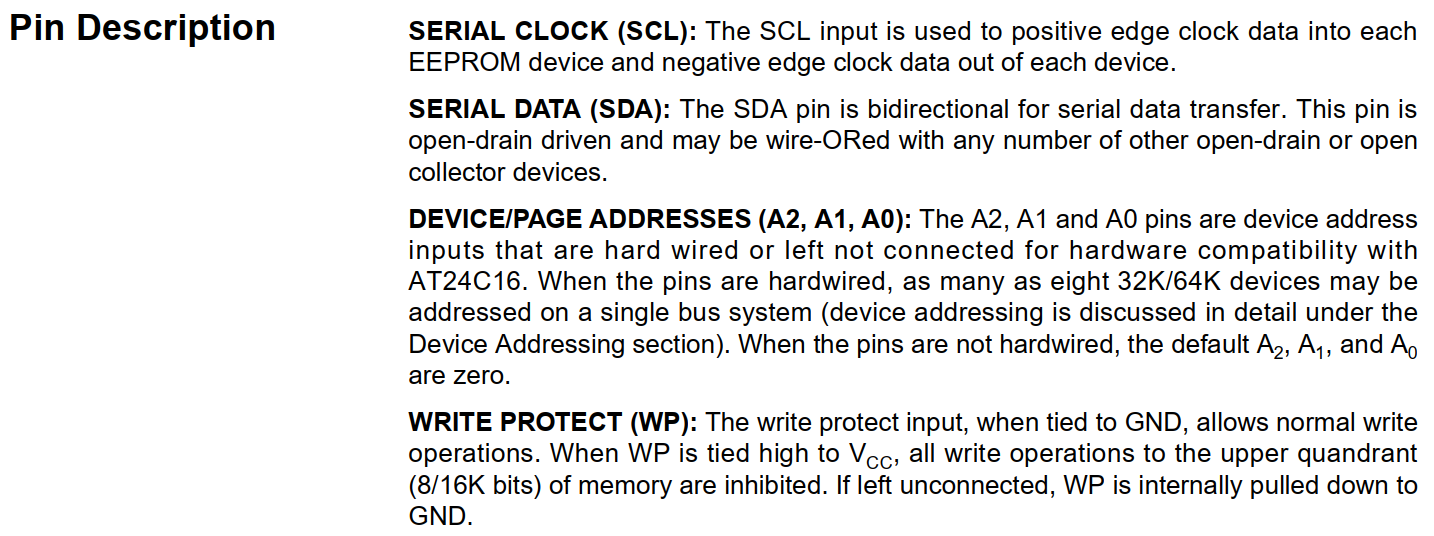 Pin Description
SERIAL CLOCK (SCL): The SCL input is used to positive edge clock data into each
EEPROM device and negative edge clock data out of each device.
SERIAL DATA (SDA): The SDA pin is bidirectional for serial data transfer. This pin is
open-drain driven and may be wire-ORed with any number of other open-drain or open
collector devices.
DEVICE/PAGE ADDRESSES (A2, A1, A0): The A2, A1 and A0 pins are device address
inputs that are hard wired or left not connected for hardware compatibility with
AT24C16. When the pins are hardwired, as many as eight 32K/64K devices may be
addressed on a single bus system (device addressing is discussed in detail under the
Device Addressing section). When the pins are not hardwired, the default A₂, A₁, and A₀
are zero.
WRITE PROTECT (WP): The write protect input, when tied to GND, allows normal write
operations. When WP is tied high to V_CC, all write operations to the upper quandrant
(8/16K bits) of memory are inhibited. If left unconnected, WP is internally pulled down to
GND.